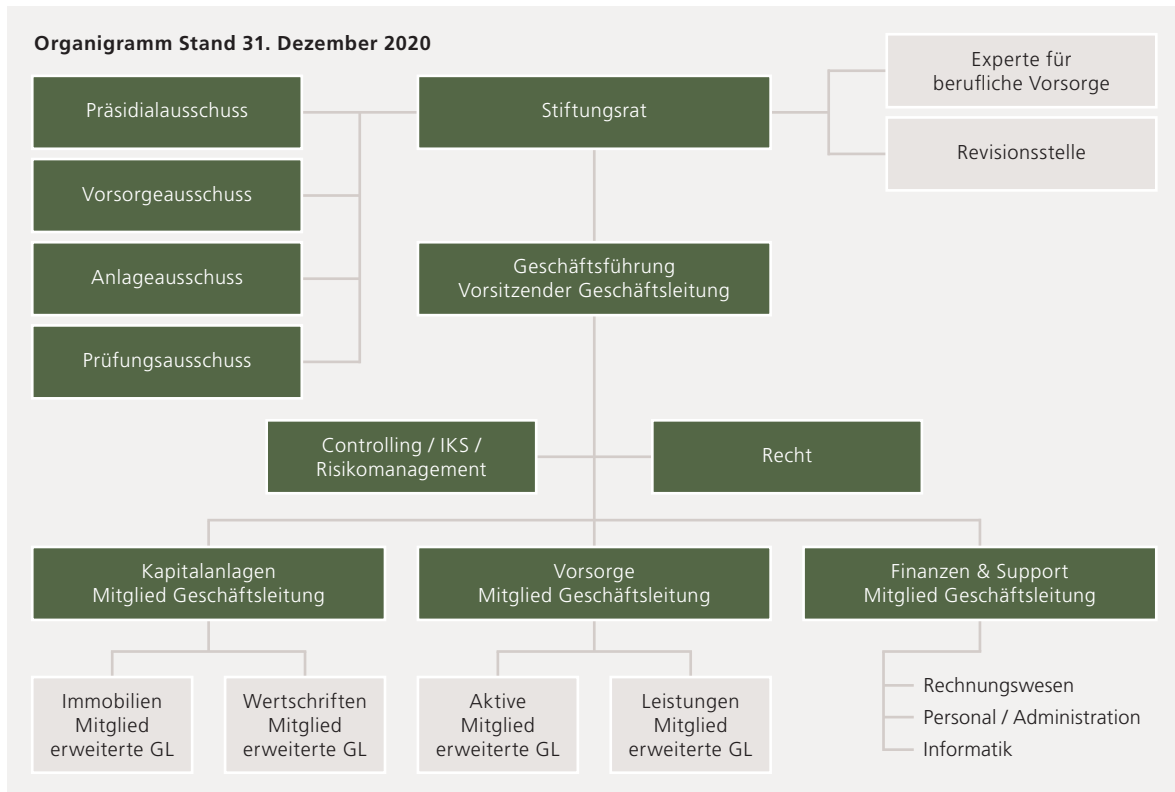 Organigramm Stand 31. Dezember 2020
Experte für
berufliche Vorsorge
Präsidialausschuss
Stiftungsrat
Revisionsstelle
Vorsorgeausschuss
Anlageausschuss
Geschäftsführung
Vorsitzender Geschäftsleitung
Prüfungsausschuss
Controlling / IKS /
Risikomanagement
Recht
Kapitalanlagen
Mitglied Geschäftsleitung
Vorsorge
Mitglied Geschäftsleitung
Finanzen & Support
Mitglied Geschäftsleitung
Immobilien
Mitglied
erweiterte GL
Wertschriften
Mitglied
erweiterte GL
Aktive
Mitglied
erweiterte GL
Leistungen
Mitglied
erweiterte GL
Rechnungswesen
Personal / Administration
Informatik